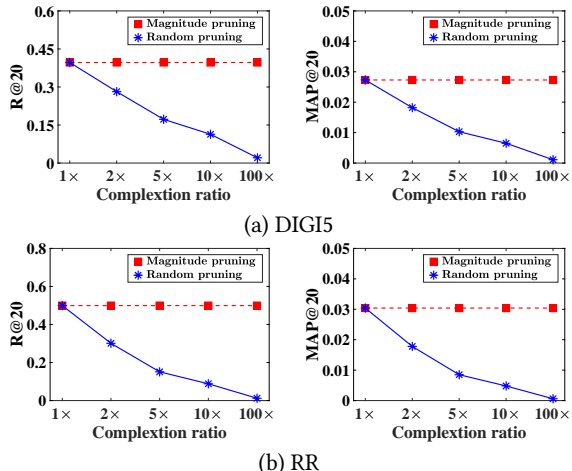 0.6
0.45
0.3
0.15
0
R@20
Magnitude pruning
Random pruning
1× 2× 5× 10× 100×
Complextion ratio
0.05
0.04
0.03
0.02
0.01
0
MAP@20
Magnitude pruning
Random pruning
1× 2× 5× 10× 100×
Complextion ratio
(a) DIGI5
0.8
0.6
0.4
0.2
0
R@20
Magnitude pruning
Random pruning
1× 2× 5× 10× 100×
Complextion ratio
0.05
0.04
0.03
0.02
0.01
0
MAP@20
Magnitude pruning
Random pruning
1× 2× 5× 10× 100×
Complextion ratio
(b) RR